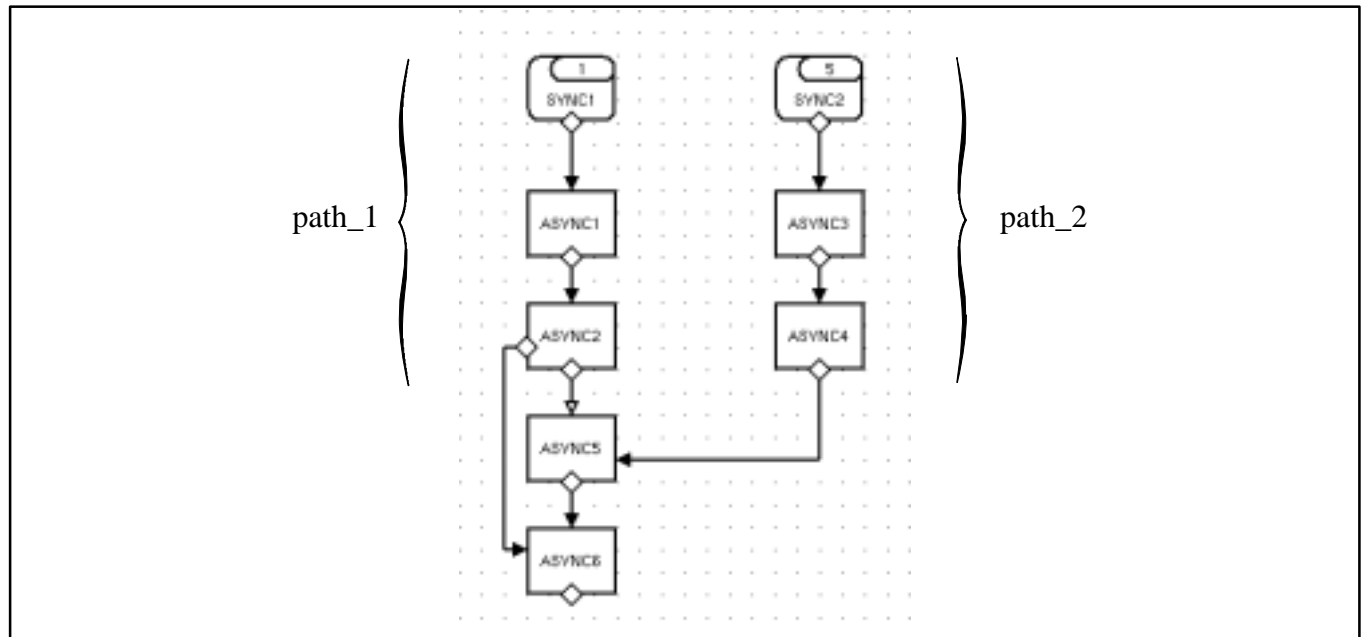 1
SYNC1
5
SYNC2
path_1
ASYNC1
ASYNC3
path_2
ASYNC2
ASYNC4
ASYNC5
ASYNC6